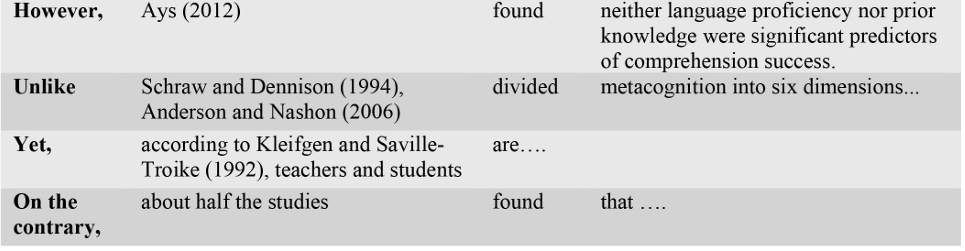 However, Ays (2012) found neither language proficiency nor prior
knowledge were significant predictors
of comprehension success.
Unlike Schraw and Dennison (1994), divided metacognition into six dimensions...
Anderson and Nashon (2006)
Yet, according to Kleifgen and Saville- are….
Troike (1992), teachers and students
On the about half the studies found that ….
contrary,